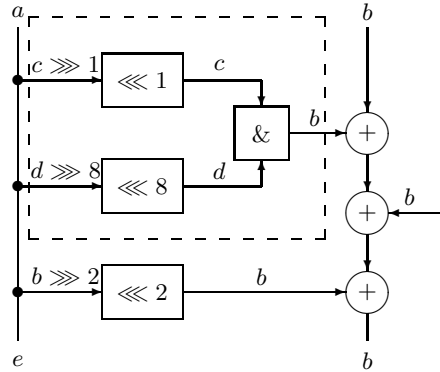 a b
c ⋙ 1 ⋘ 1 c
& b +
d ⋙ 8 ⋘ 8 d
+ b
b ⋙ 2 ⋘ 2 b +
e b